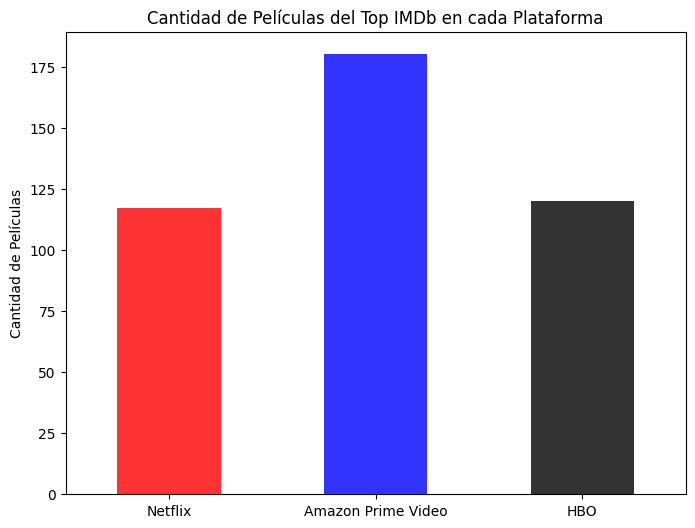 Cantidad de Películas del Top IMDb en cada Plataforma
Cantidad de Películas
175
150
125
100
75
50
25
0
Netflix
Amazon Prime Video
HBO